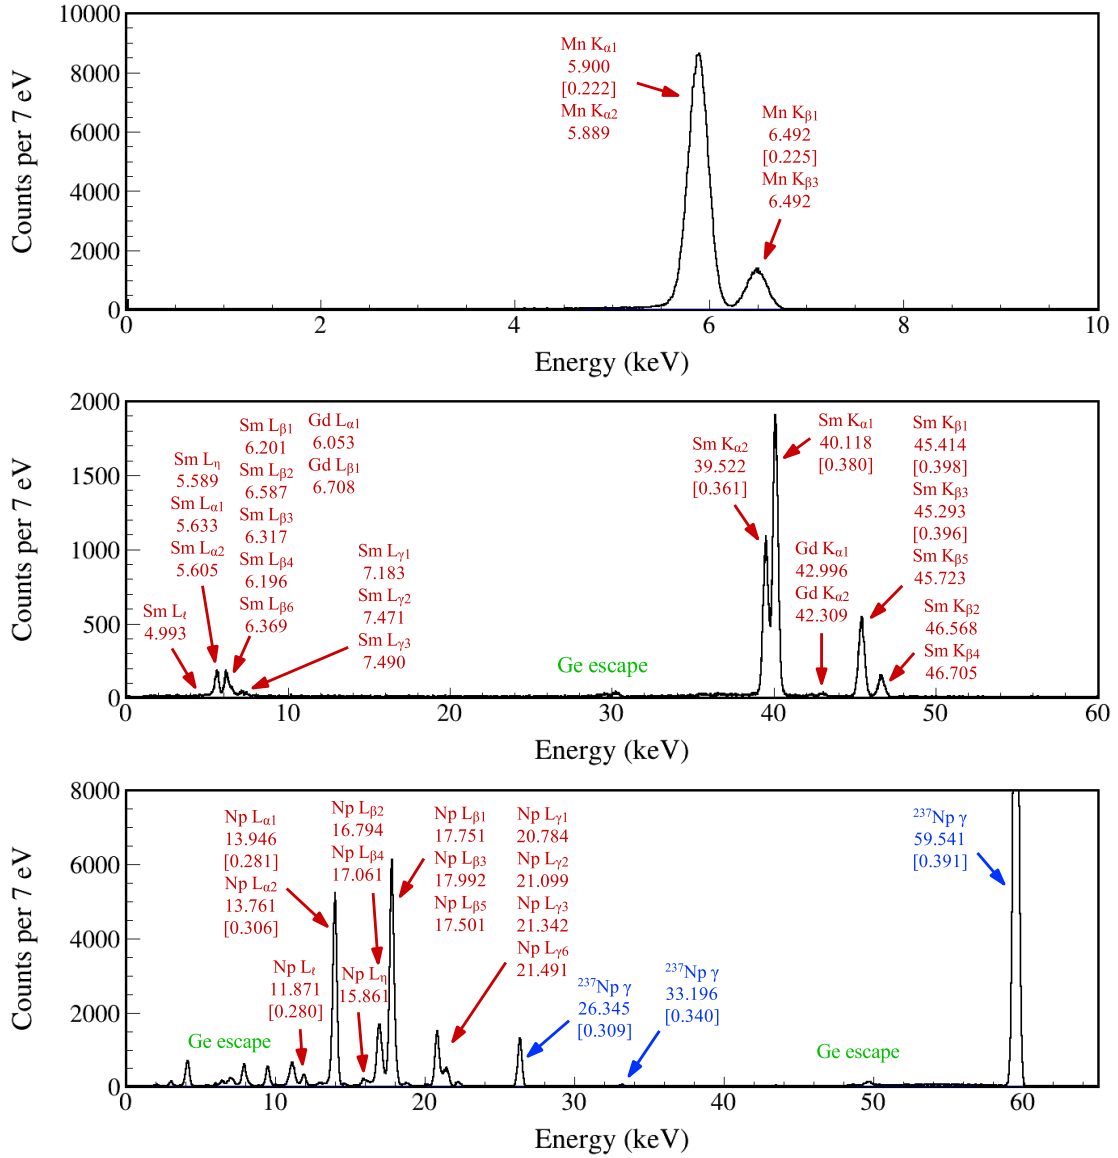 10000
8000
6000
4000
2000
0
Counts per 7 eV
Mn Kα1
5.900
[0.222]
Mn Kα2
5.889
Mn Kβ1
6.492
[0.225]
Mn Kβ3
6.492
0 2 4 6 8 10
Energy (keV)
2000
1500
1000
500
0
Counts per 7 eV
Sm Lℓ
4.993
Sm Lη
5.589
Sm Lα1
5.633
Sm Lα2
5.605
Sm Lβ1
6.201
Sm Lβ2
6.587
Sm Lβ3
6.317
Sm Lβ4
6.196
Sm Lβ6
6.369
Gd Lα1
6.053
Gd Lβ1
6.708
Sm Lγ1
7.183
Sm Lγ2
7.471
Sm Lγ3
7.490
Ge escape
Sm Kα2
39.522
[0.361]
Sm Kα1
40.118
[0.380]
Gd Kα1
42.996
Gd Kα2
42.309
Sm Kβ1
45.414
[0.398]
Sm Kβ3
45.293
[0.396]
Sm Kβ5
45.723
Sm Kβ2
46.568
Sm Kβ4
46.705
0 10 20 30 40 50 60
Energy (keV)
8000
6000
4000
2000
0
Counts per 7 eV
Ge escape
Np Lα1
13.946
[0.281]
Np Lα2
13.761
[0.306]
Np Lℓ
11.871
[0.280]
Np Lη
15.861
Np Lβ2
16.794
Np Lβ4
17.061
Np Lβ1
17.751
Np Lβ3
17.992
Np Lβ5
17.501
Np Lγ1
20.784
Np Lγ2
21.099
Np Lγ3
21.342
Np Lγ6
21.491
²³⁷Np γ
26.345
[0.309]
²³⁷Np γ
33.196
[0.340]
Ge escape
²³⁷Np γ
59.541
[0.391]
0 10 20 30 40 50 60
Energy (keV)